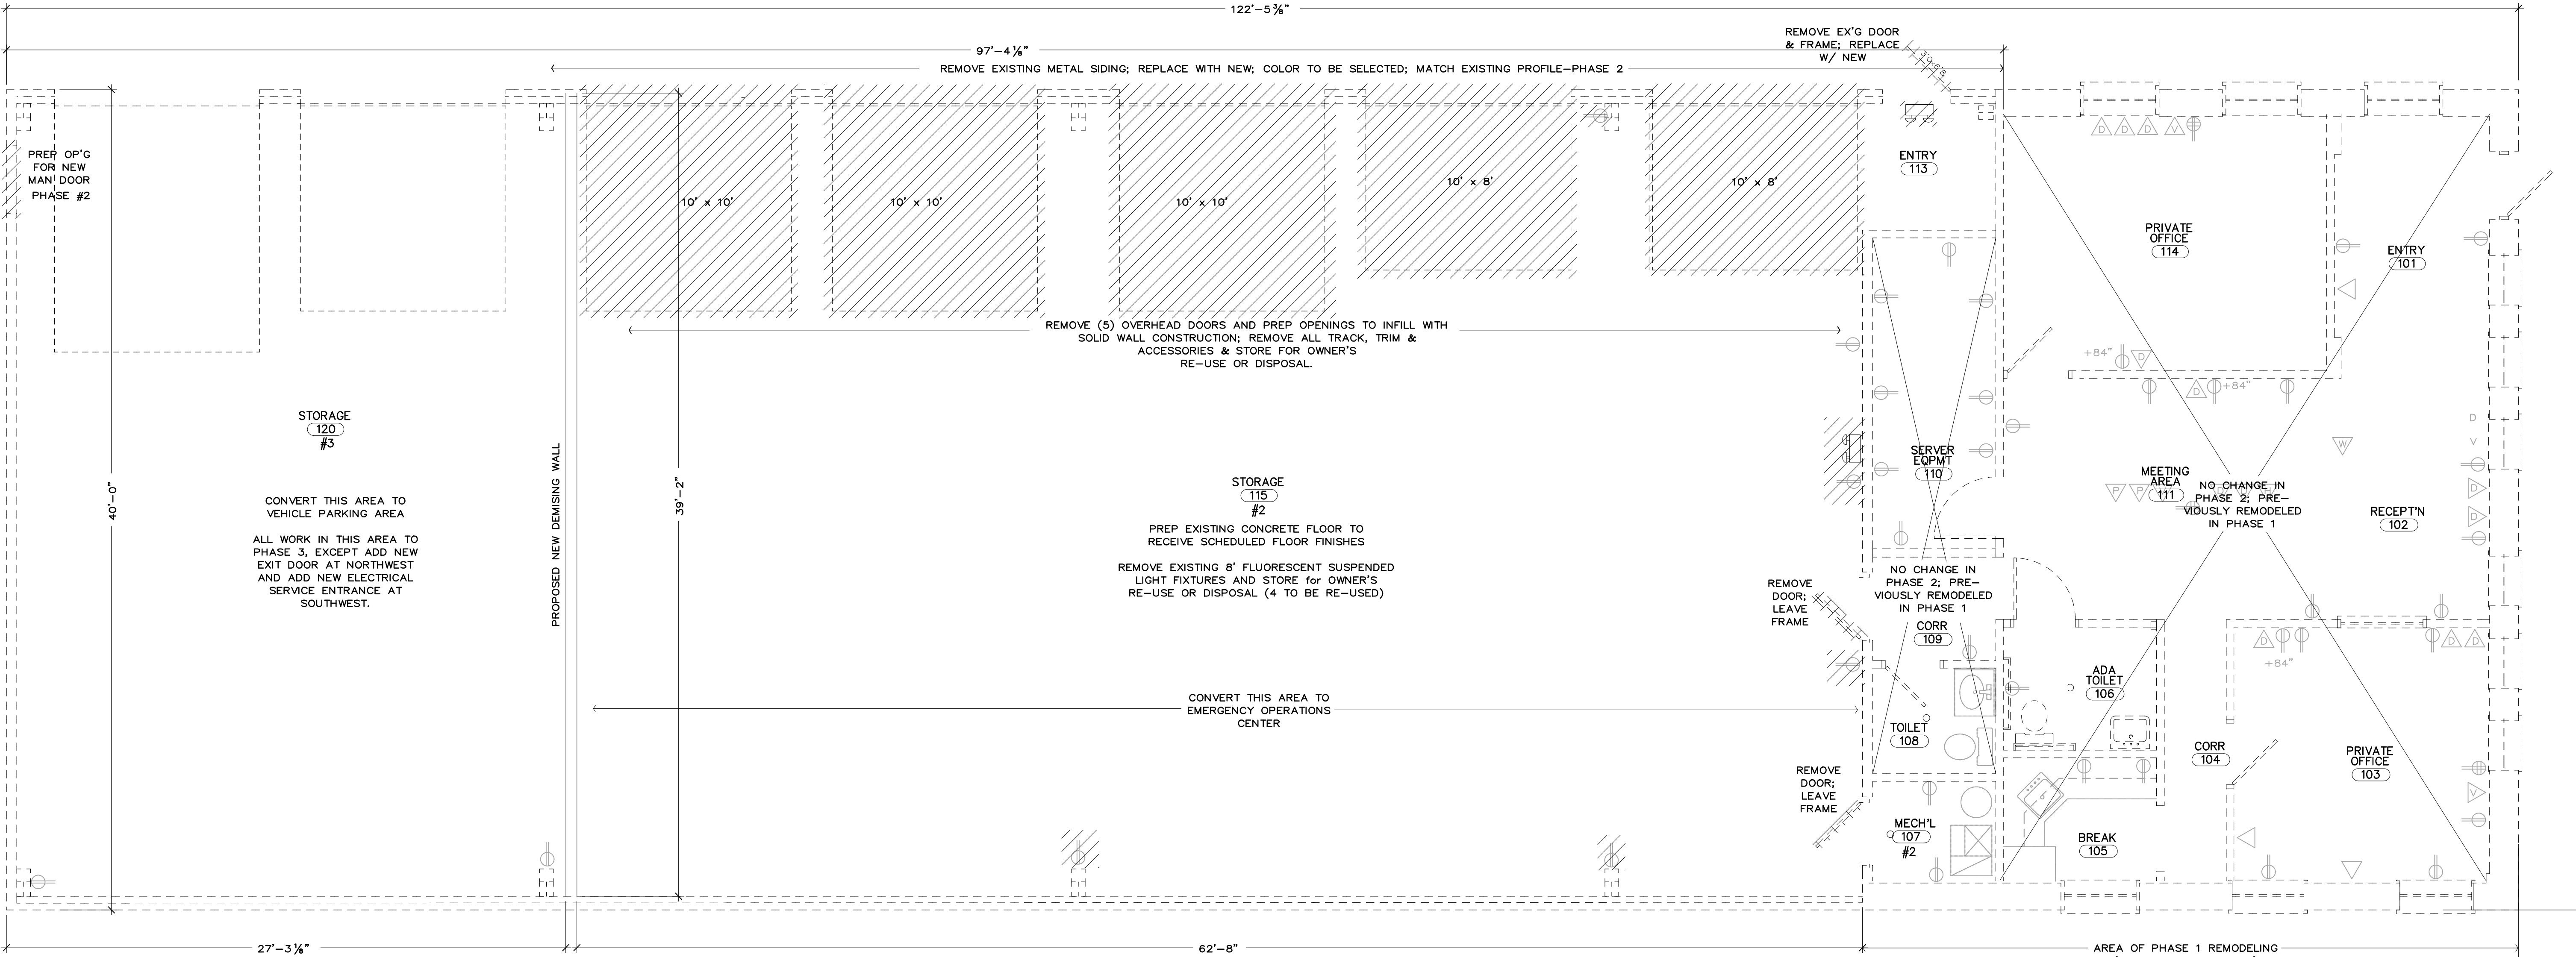 122'-5⅜"
97'-4⅛"
REMOVE EX'G DOOR
& FRAME; REPLACE
W/ NEW
3'0x6'8
REMOVE EXISTING METAL SIDING; REPLACE WITH NEW; COLOR TO BE SELECTED; MATCH EXISTING PROFILE-PHASE 2
PREP OP'G
FOR NEW
MAN DOOR
PHASE #2
10' x 10'
10' x 10'
10' x 10'
10' x 8'
10' x 8'
ENTRY
113
D D D V
PRIVATE
OFFICE
114
ENTRY
101
REMOVE (5) OVERHEAD DOORS AND PREP OPENINGS TO INFILL WITH
SOLID WALL CONSTRUCTION; REMOVE ALL TRACK, TRIM &
ACCESSORIES & STORE FOR OWNER'S
RE-USE OR DISPOSAL.
+84" D
D +84"
STORAGE
120
#3
CONVERT THIS AREA TO
VEHICLE PARKING AREA
ALL WORK IN THIS AREA TO
PHASE 3, EXCEPT ADD NEW
EXIT DOOR AT NORTHWEST
AND ADD NEW ELECTRICAL
SERVICE ENTRANCE AT
SOUTHWEST.
40'-0"
PROPOSED NEW DEMISING WALL
39'-2"
STORAGE
115
#2
PREP EXISTING CONCRETE FLOOR TO
RECEIVE SCHEDULED FLOOR FINISHES
REMOVE EXISTING 8' FLUORESCENT SUSPENDED
LIGHT FIXTURES AND STORE for OWNER'S
RE-USE OR DISPOSAL (4 TO BE RE-USED)
CONVERT THIS AREA TO
EMERGENCY OPERATIONS
CENTER
SERVER
EQPMT
110
MEETING
AREA
111
P P
W
D
V
D
D
NO CHANGE IN
PHASE 2; PRE-
VIOUSLY REMODELED
IN PHASE 1
RECEPT'N
102
NO CHANGE IN
PHASE 2; PRE-
VIOUSLY REMODELED
IN PHASE 1
REMOVE
DOOR;
LEAVE
FRAME
CORR
109
D
+84"
D D
ADA
TOILET
106
TOILET
108
CORR
104
PRIVATE
OFFICE
103
V
REMOVE
DOOR;
LEAVE
FRAME
MECH'L
107
#2
BREAK
105
27'-3⅛"
62'-8"
AREA OF PHASE 1 REMODELING